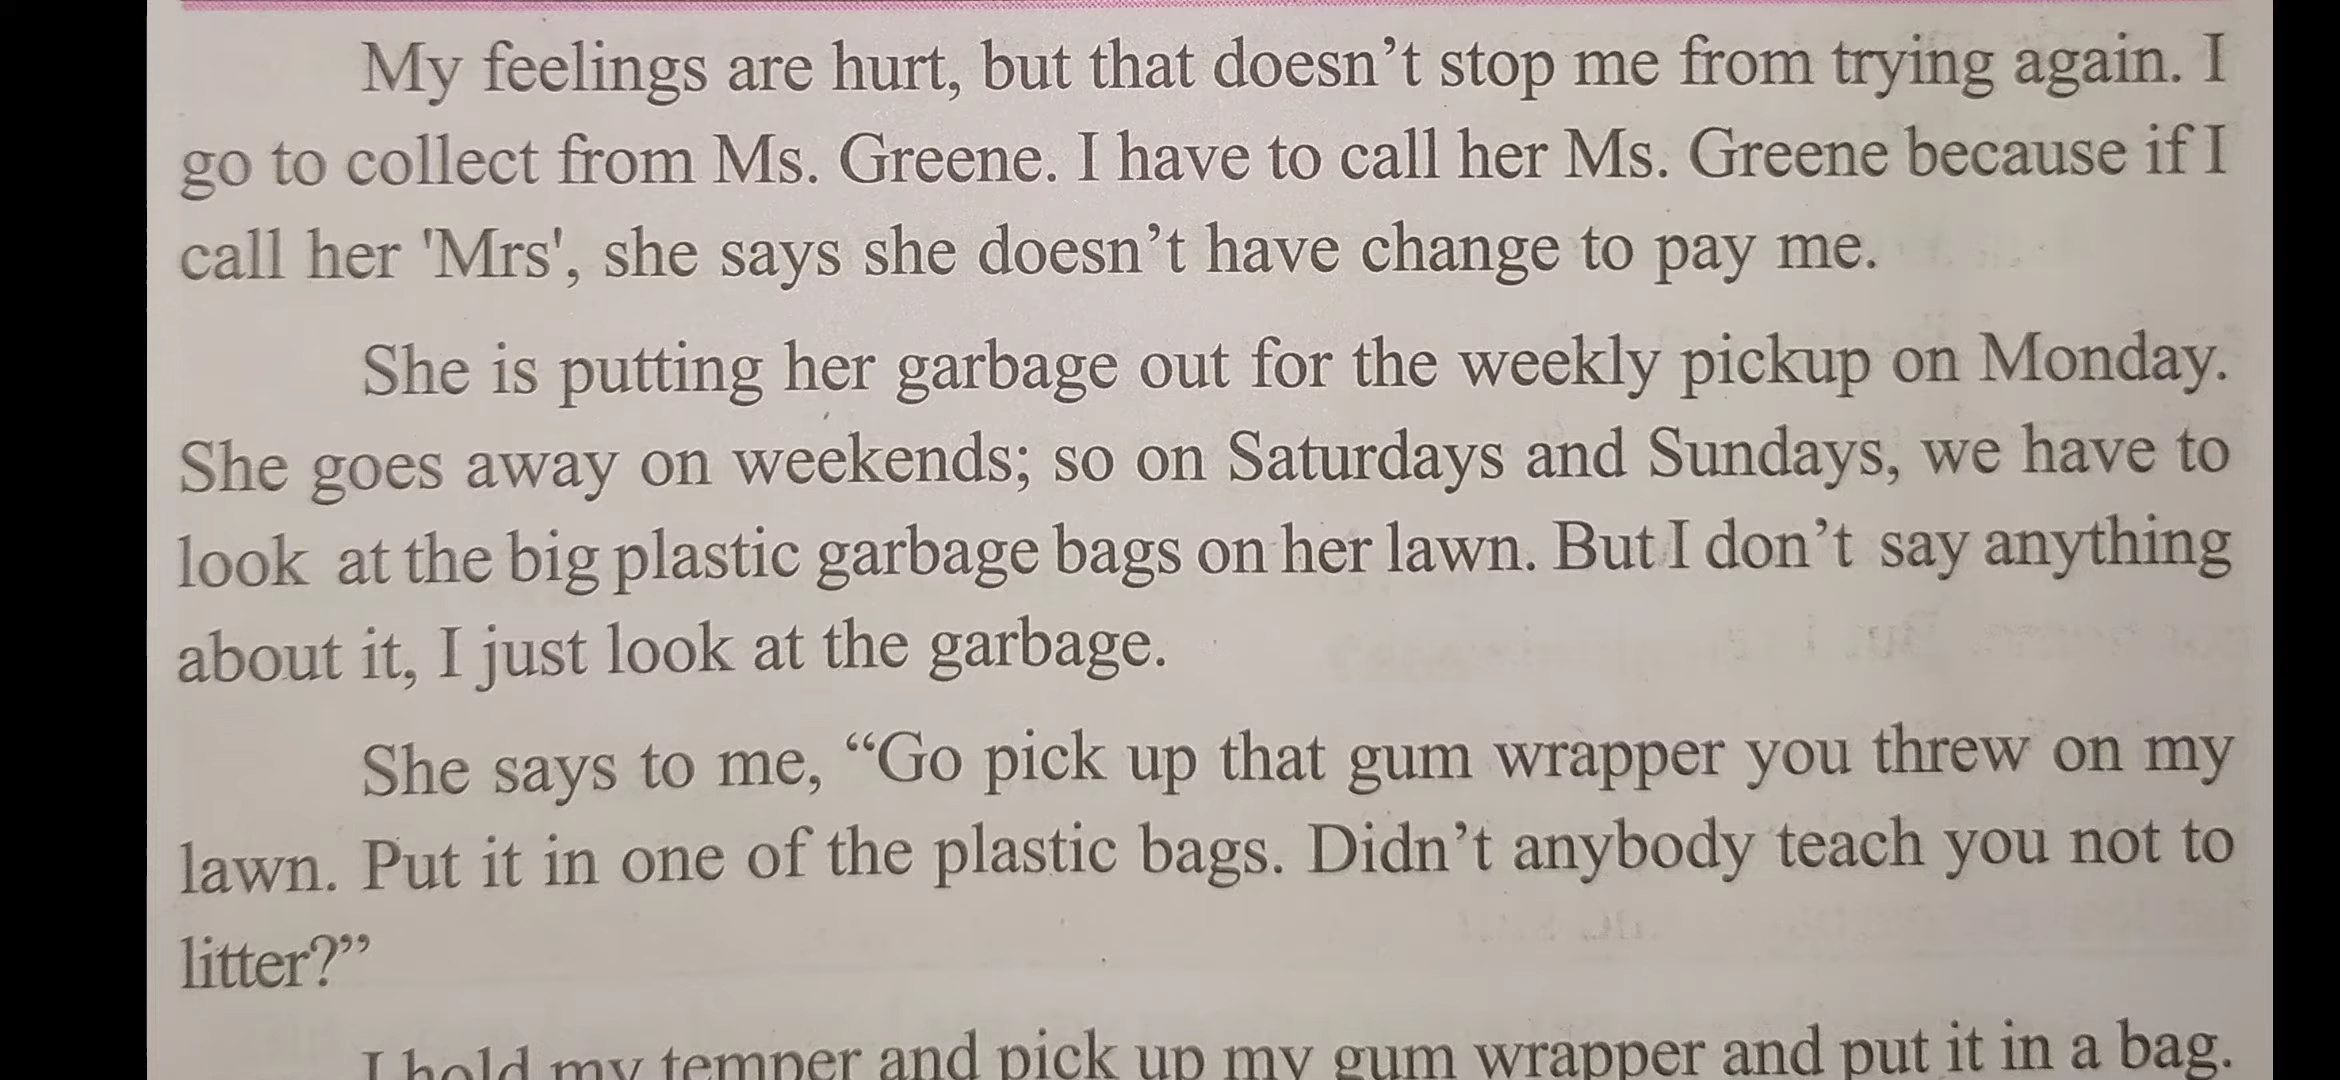 My feelings are hurt, but that doesn’t stop me from trying again. I
go to collect from Ms. Greene. I have to call her Ms. Greene because if I
call her 'Mrs', she says she doesn’t have change to pay me.
She is putting her garbage out for the weekly pickup on Monday.
She goes away on weekends; so on Saturdays and Sundays, we have to
look at the big plastic garbage bags on her lawn. But I don’t say anything
about it, I just look at the garbage.
She says to me, “Go pick up that gum wrapper you threw on my
lawn. Put it in one of the plastic bags. Didn’t anybody teach you not to
litter?”
I hold my temper and pick up my gum wrapper and put it in a bag.